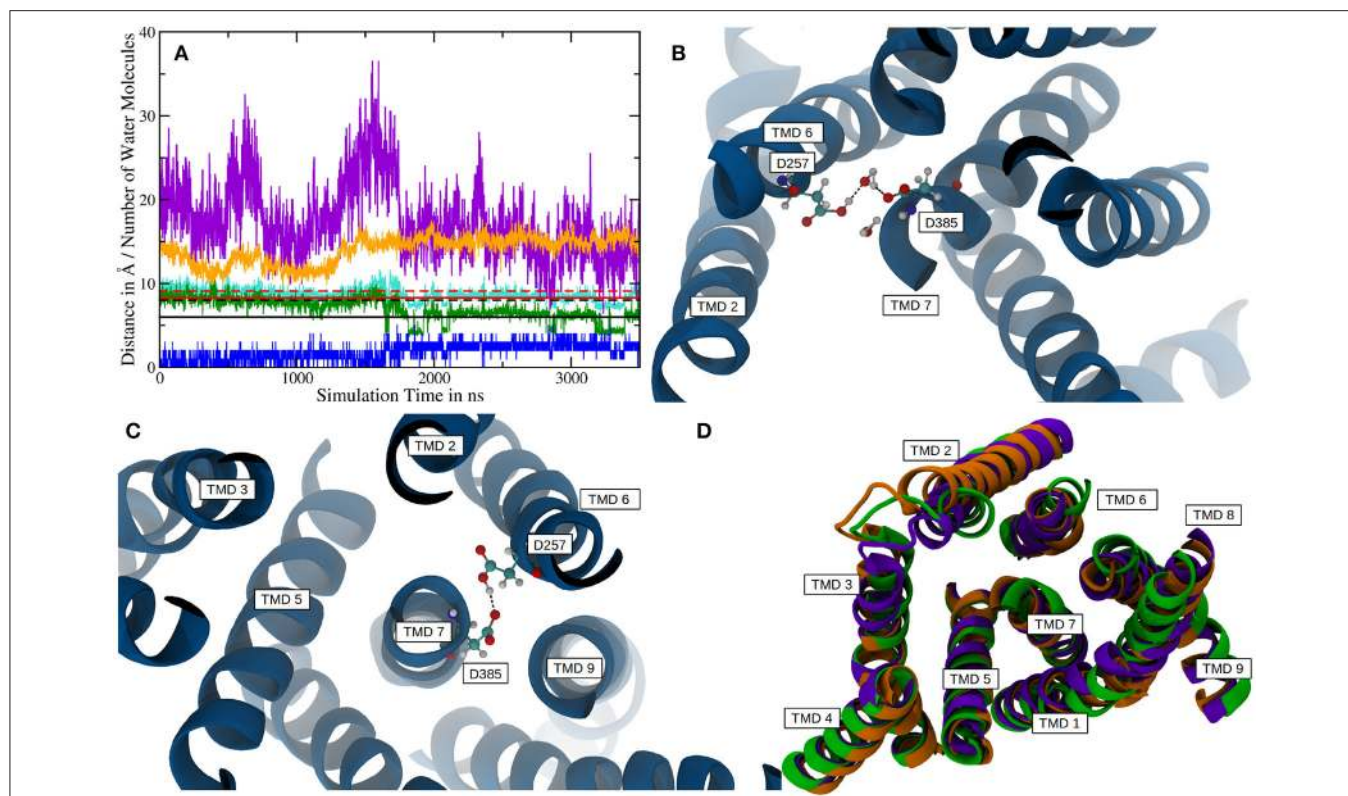 A
Distance in Å / Number of Water Molecules
40
30
20
10
0
0
1000
2000
3000
Simulation Time in ns
B
TMD 6
D257
D385
TMD 2
TMD 7
C
TMD 2
TMD 3
TMD 6
D257
TMD 5
TMD 7
TMD 9
D385
D
TMD 2
TMD 6
TMD 8
TMD 3
TMD 7
TMD 5
TMD 9
TMD 4
TMD 1